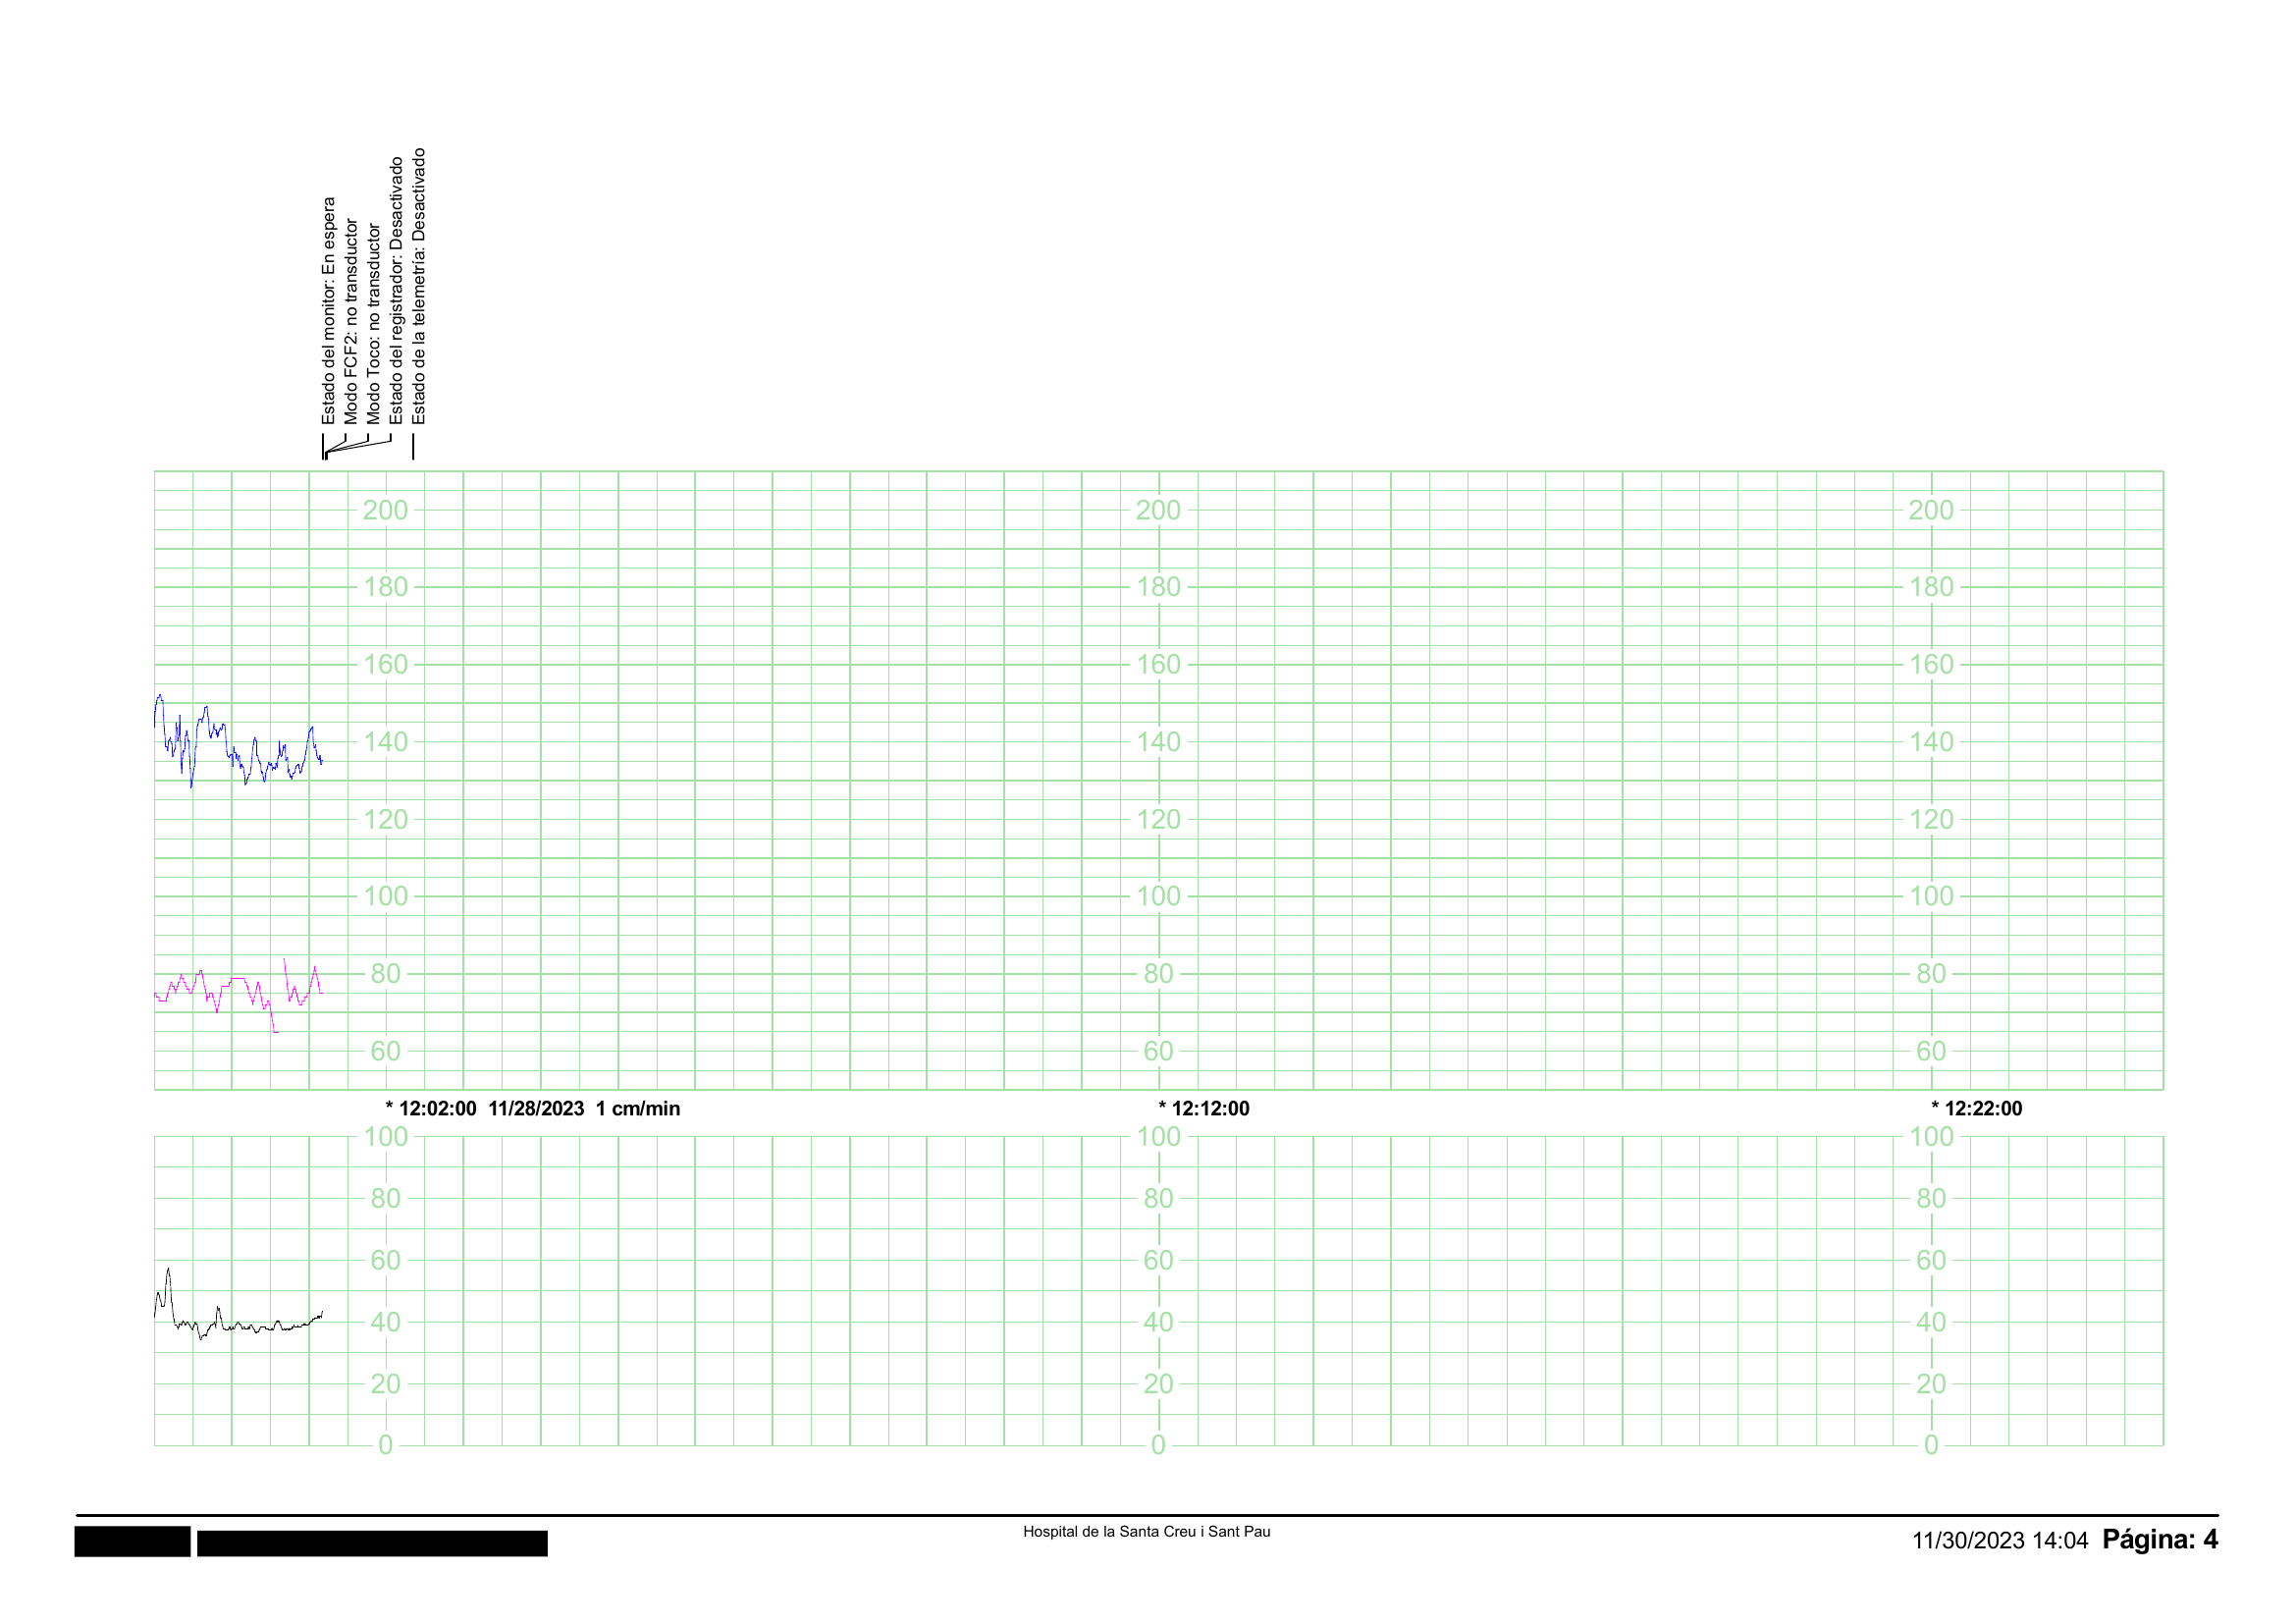 Estado del monitor: En espera
Modo FCF2: no transductor
Modo Toco: no transductor
Estado del registrador: Desactivado
Estado de la telemetría: Desactivado
200 200 200
180 180 180
160 160 160
140 140 140
120 120 120
100 100 100
80 80 80
60 60 60
* 12:02:00 11/28/2023 1 cm/min * 12:12:00 * 12:22:00
100 100 100
80 80 80
60 60 60
40 40 40
20 20 20
0 0 0
Hospital de la Santa Creu i Sant Pau
11/30/2023 14:04 Página: 4